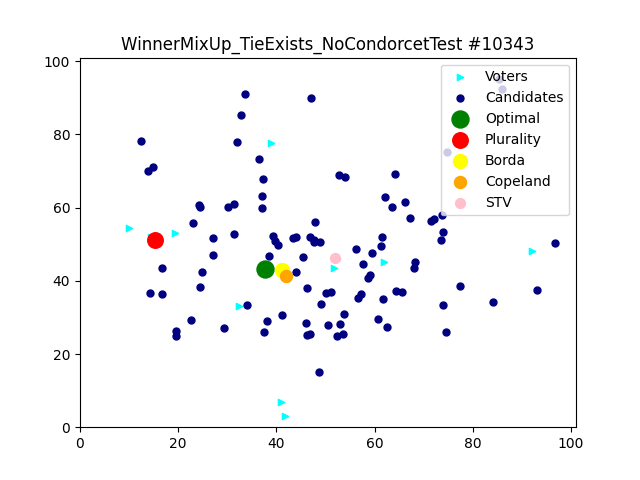 WinnerMixUp_TieExists_NoCondorcetTest #10343
Voters
Candidates
Optimal
Plurality
Borda
Copeland
STV
100
80
60
40
20
0
0 20 40 60 80 100